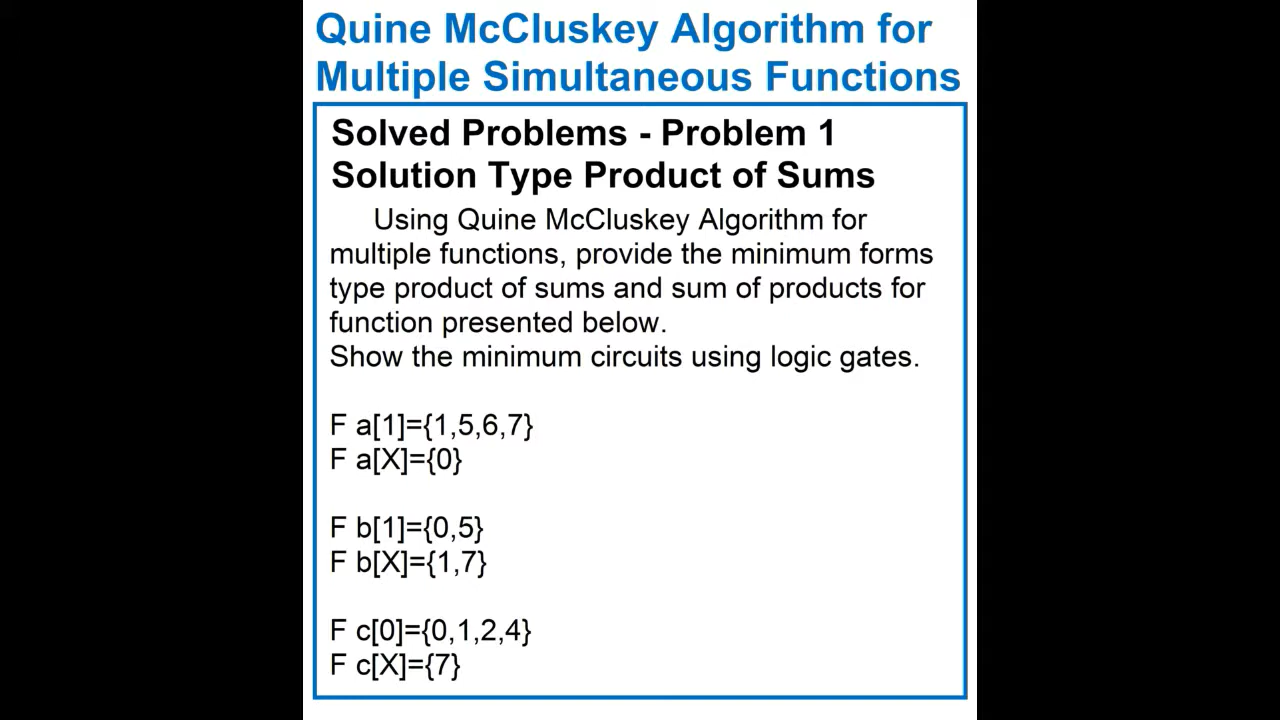 Quine McCluskey Algorithm for
Multiple Simultaneous Functions
Solved Problems - Problem 1
Solution Type Product of Sums
Using Quine McCluskey Algorithm for
multiple functions, provide the minimum forms
type product of sums and sum of products for
function presented below.
Show the minimum circuits using logic gates.
F a[1]={1,5,6,7}
F a[X]={0}
F b[1]={0,5}
F b[X]={1,7}
F c[0]={0,1,2,4}
F c[X]={7}